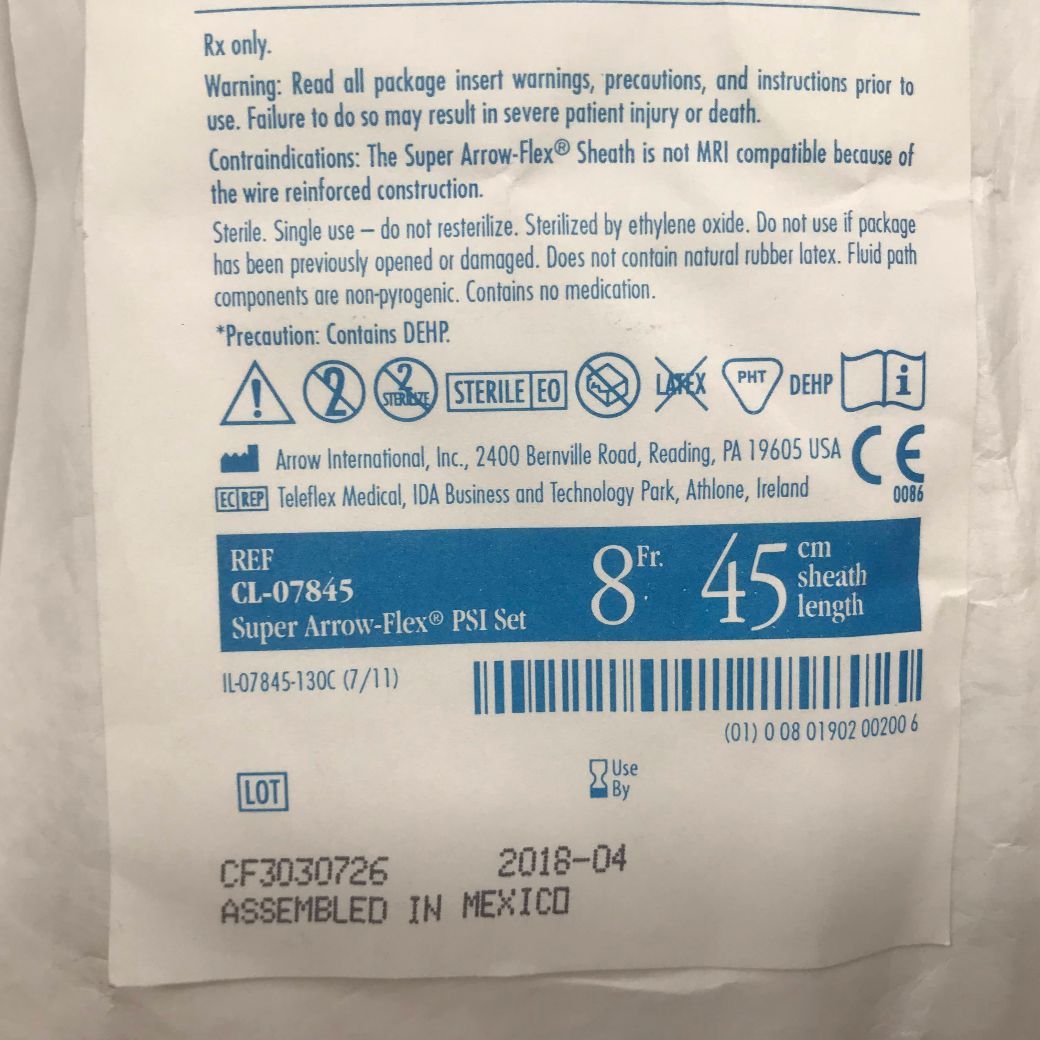 Rx only.
Warning: Read all package insert warnings, precautions, and instructions prior to
use. Failure to do so may result in severe patient injury or death.
Contraindications: The Super Arrow-Flex® Sheath is not MRI compatible because of
the wire reinforced construction.
Sterile. Single use – do not resterilize. Sterilized by ethylene oxide. Do not use if package
has been previously opened or damaged. Does not contain natural rubber latex. Fluid path
components are non-pyrogenic. Contains no medication.
*Precaution: Contains DEHP.
! 2 2 STERILIZE STERILE EO LATEX PHT DEHP i
Arrow International, Inc., 2400 Bernville Road, Reading, PA 19605 USA CE
EC REP Teleflex Medical, IDA Business and Technology Park, Athlone, Ireland 0086
REF
CL-07845
Super Arrow-Flex® PSI Set
8 Fr.
45 cm
sheath
length
IL-07845-130C (7/11)
(01) 0 08 01902 00200 6
LOT
Use
By
CF3030726 2018-04
ASSEMBLED IN MEXICO